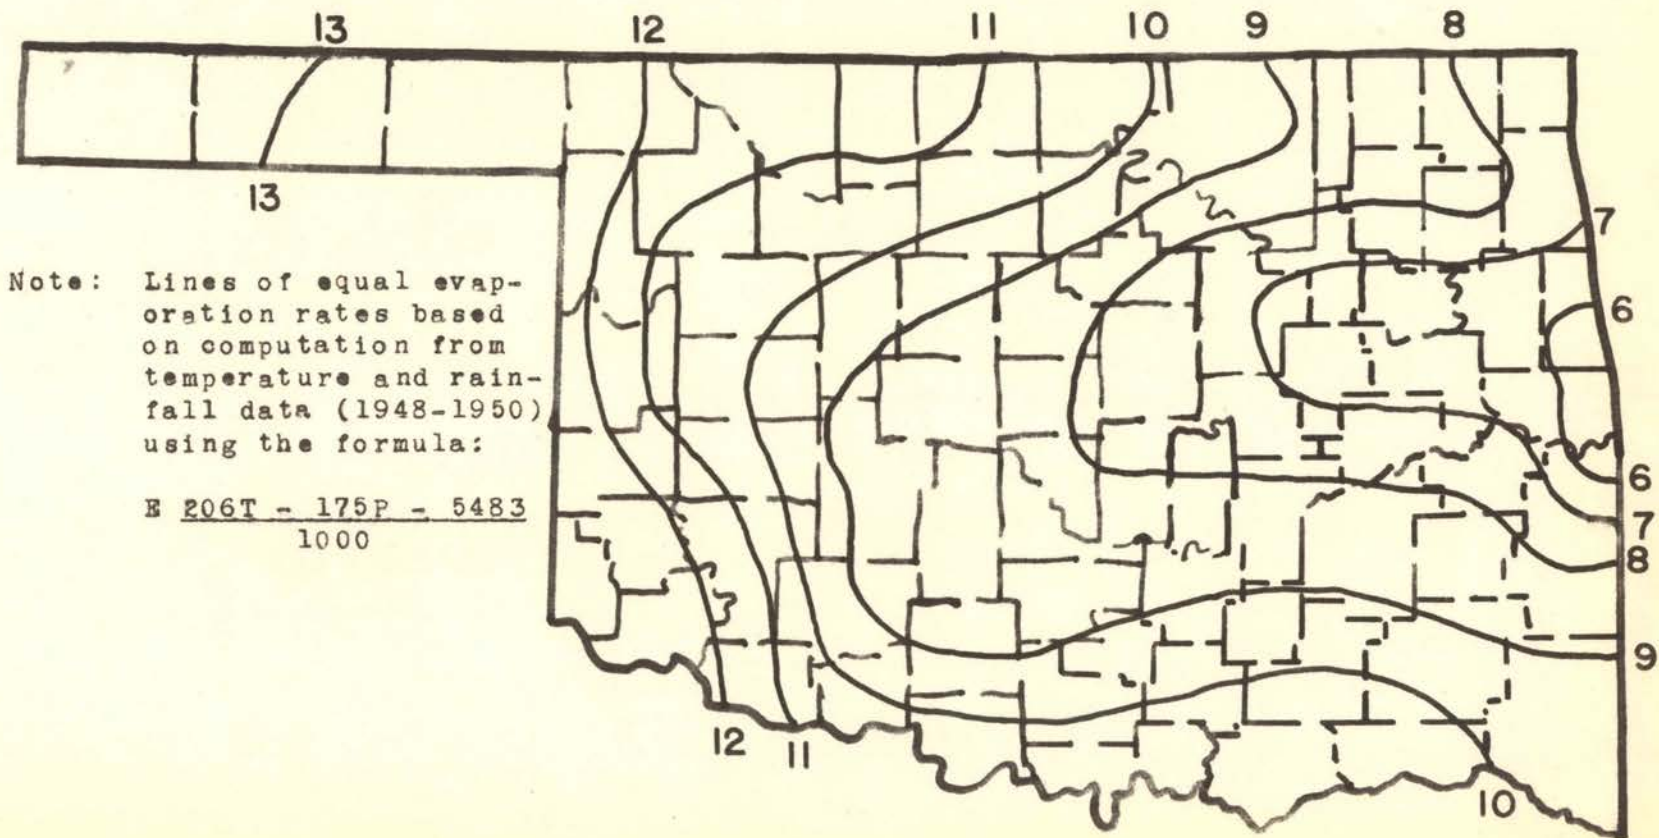 13 12 11 10 9 8
13
7
6
Note: Lines of equal evap-
oration rates based
on computation from
temperature and rain-
fall data (1948-1950)
using the formula:
E 206T - 175P - 5483
1000
6
7
8
9
12 11
10